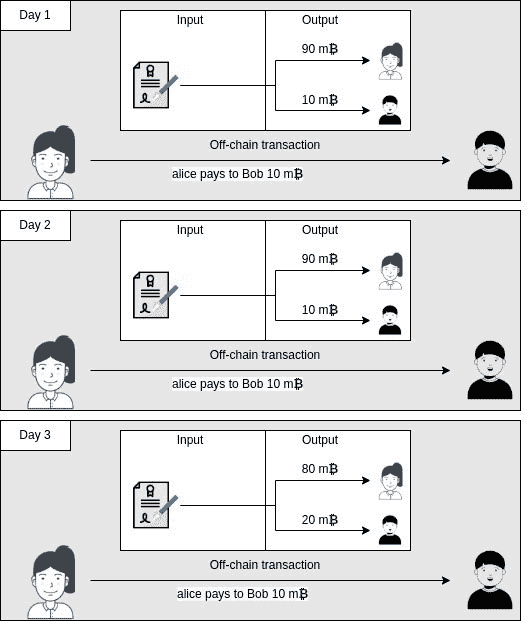 Day 1
Input
Output
90 m₿
10 m₿
Off-chain transaction
alice pays to Bob 10 m₿
Day 2
Input
Output
90 m₿
10 m₿
Off-chain transaction
alice pays to Bob 10 m₿
Day 3
Input
Output
80 m₿
20 m₿
Off-chain transaction
alice pays to Bob 10 m₿